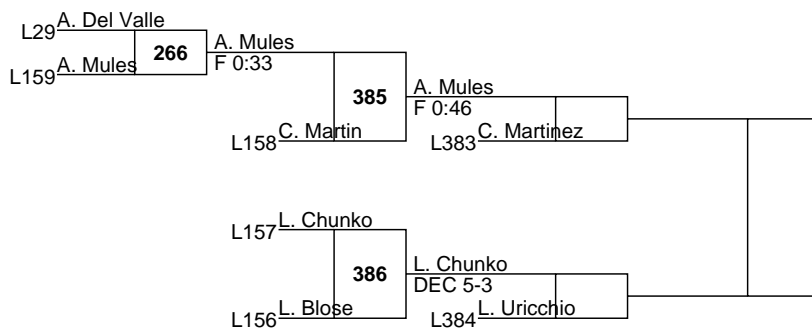 L29 A. Del Valle
266
A. Mules
F 0:33
L159 A. Mules
385
A. Mules
F 0:46
L158 C. Martin
L383 C. Martinez
L157 L. Chunko
386
L. Chunko
DEC 5-3
L156 L. Blose
L384 L. Uricchio